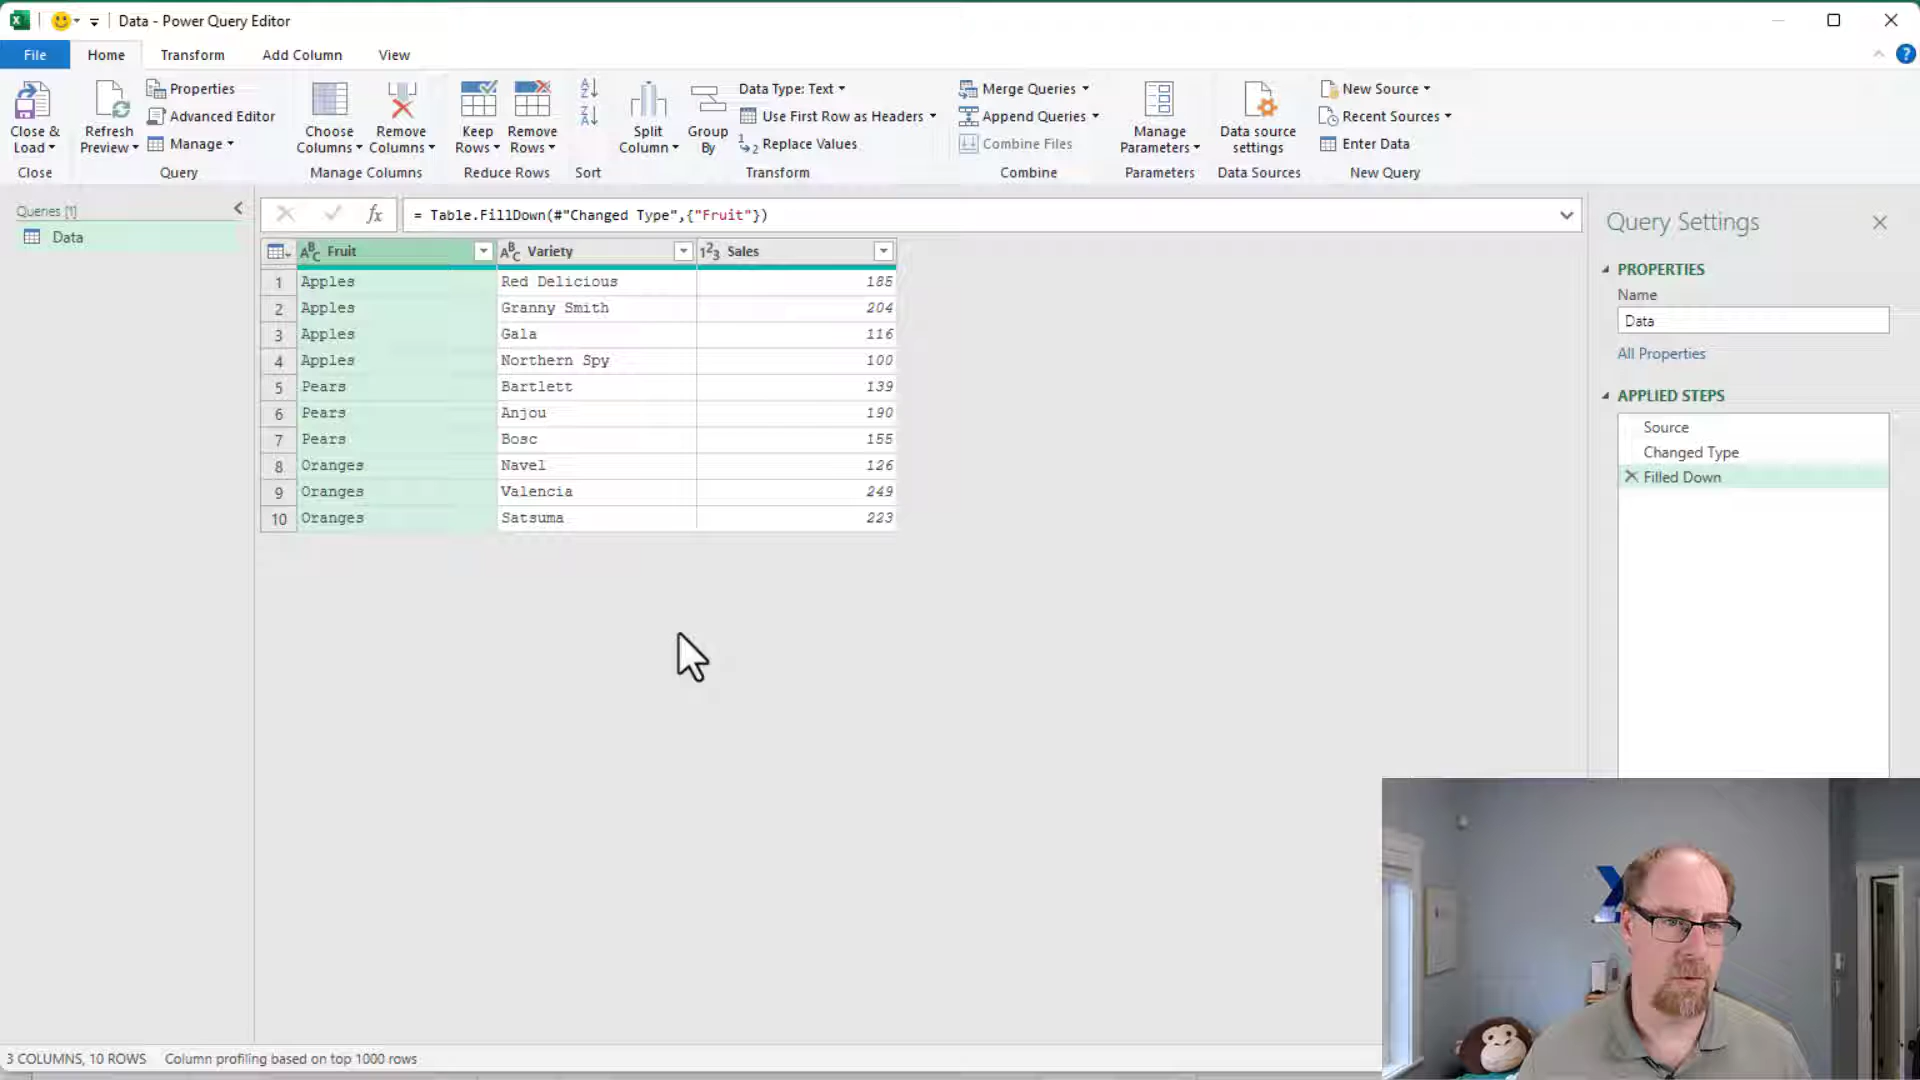 Data - Power Query Editor
File Home Transform Add Column View
Close & Load
Close
Refresh Preview
Properties
Advanced Editor
Manage
Query
Choose Columns
Remove Columns
Manage Columns
Keep Rows
Remove Rows
Reduce Rows
Sort
Split Column
Group By
Data Type: Text
Use First Row as Headers
Replace Values
Transform
Merge Queries
Append Queries
Combine Files
Combine
Manage Parameters
Parameters
Data source settings
Data Sources
New Source
Recent Sources
Enter Data
New Query
Queries [1]
Data
fx = Table.FillDown(#"Changed Type",{"Fruit"})
Fruit Variety Sales
1 Apples Red Delicious 185
2 Apples Granny Smith 204
3 Apples Gala 116
4 Apples Northern Spy 100
5 Pears Bartlett 139
6 Pears Anjou 190
7 Pears Bosc 155
8 Oranges Navel 126
9 Oranges Valencia 249
10 Oranges Satsuma 223
Query Settings
PROPERTIES
Name
Data
All Properties
APPLIED STEPS
Source
Changed Type
Filled Down
3 COLUMNS, 10 ROWS Column profiling based on top 1000 rows